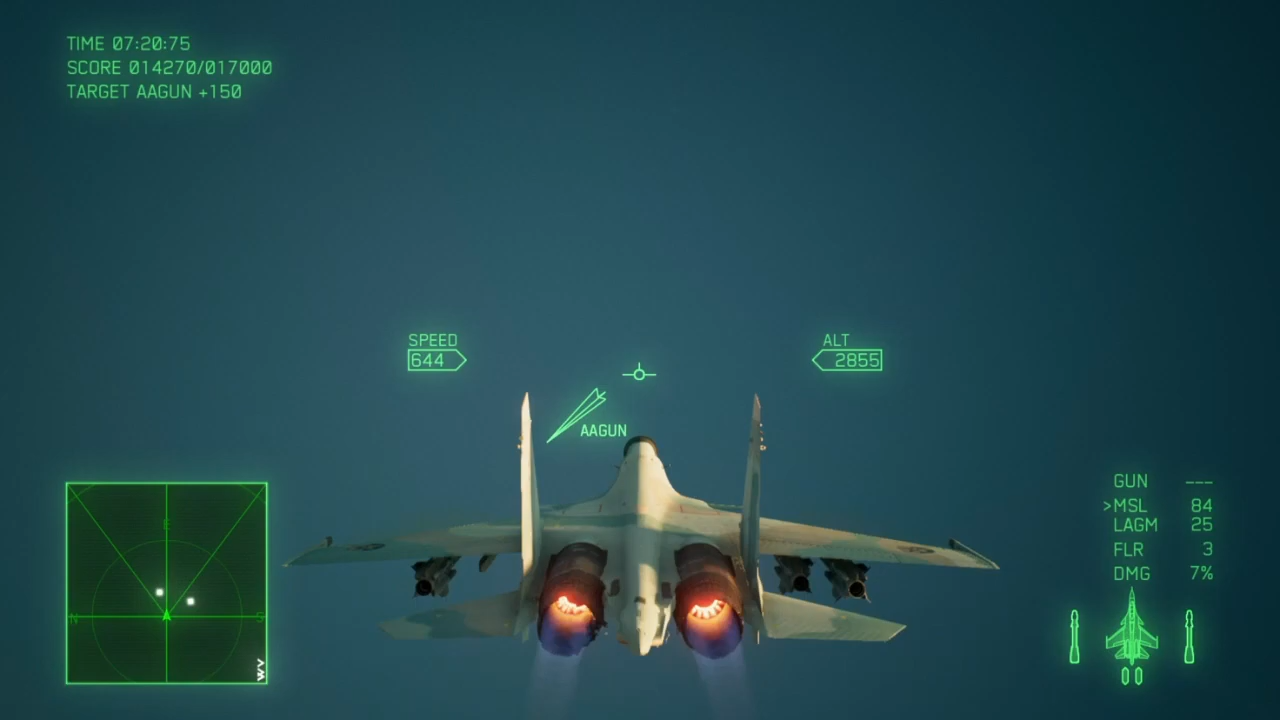 TIME 07:20:75
SCORE 014270/017000
TARGET AAGUN +150
SPEED
644
ALT
2855
AAGUN
GUN ---
>MSL 84
LAGM 25
FLR 3
DMG 7%
E
N
S